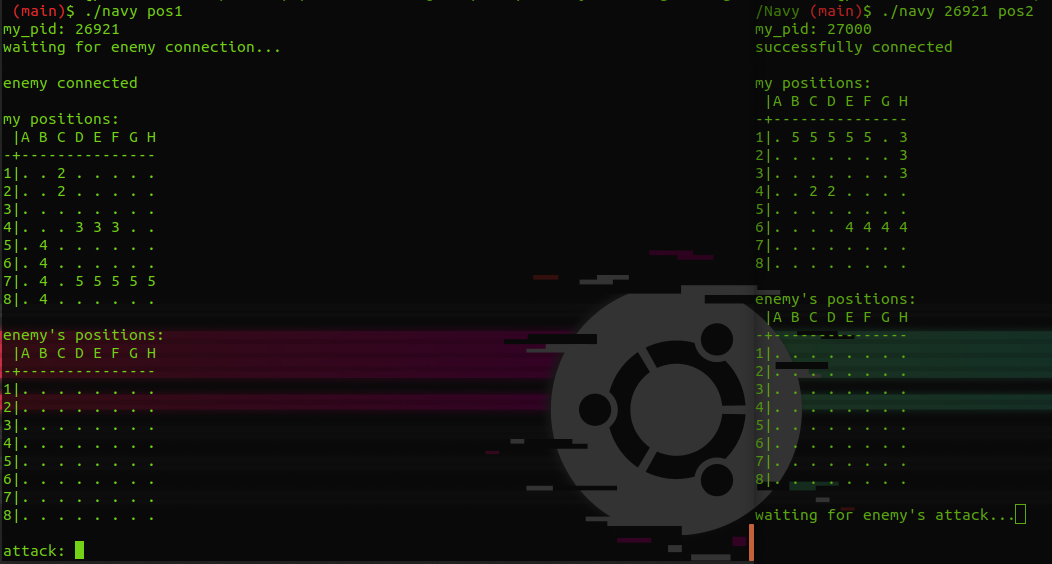 (main)$ ./navy pos1
my_pid: 26921
waiting for enemy connection...
enemy connected
my positions:
 |A B C D E F G H
-+---------------
1|. . 2 . . . . .
2|. . 2 . . . . .
3|. . . . . . . .
4|. . . 3 3 3 . .
5|. 4 . . . . . .
6|. 4 . . . . . .
7|. 4 . 5 5 5 5 5
8|. 4 . . . . . .
enemy's positions:
 |A B C D E F G H
-+---------------
1|. . . . . . . .
2|. . . . . . . .
3|. . . . . . . .
4|. . . . . . . .
5|. . . . . . . .
6|. . . . . . . .
7|. . . . . . . .
8|. . . . . . . .
attack:
/Navy (main)$ ./navy 26921 pos2
my_pid: 27000
successfully connected
my positions:
 |A B C D E F G H
-+---------------
1|. 5 5 5 5 5 . 3
2|. . . . . . . 3
3|. . . . . . . 3
4|. . 2 2 . . . .
5|. . . . . . . .
6|. . . . 4 4 4 4
7|. . . . . . . .
8|. . . . . . . .
enemy's positions:
 |A B C D E F G H
-+---------------
1|. . . . . . . .
2|. . . . . . . .
3|. . . . . . . .
4|. . . . . . . .
5|. . . . . . . .
6|. . . . . . . .
7|. . . . . . . .
8|. . . . . . . .
waiting for enemy's attack...